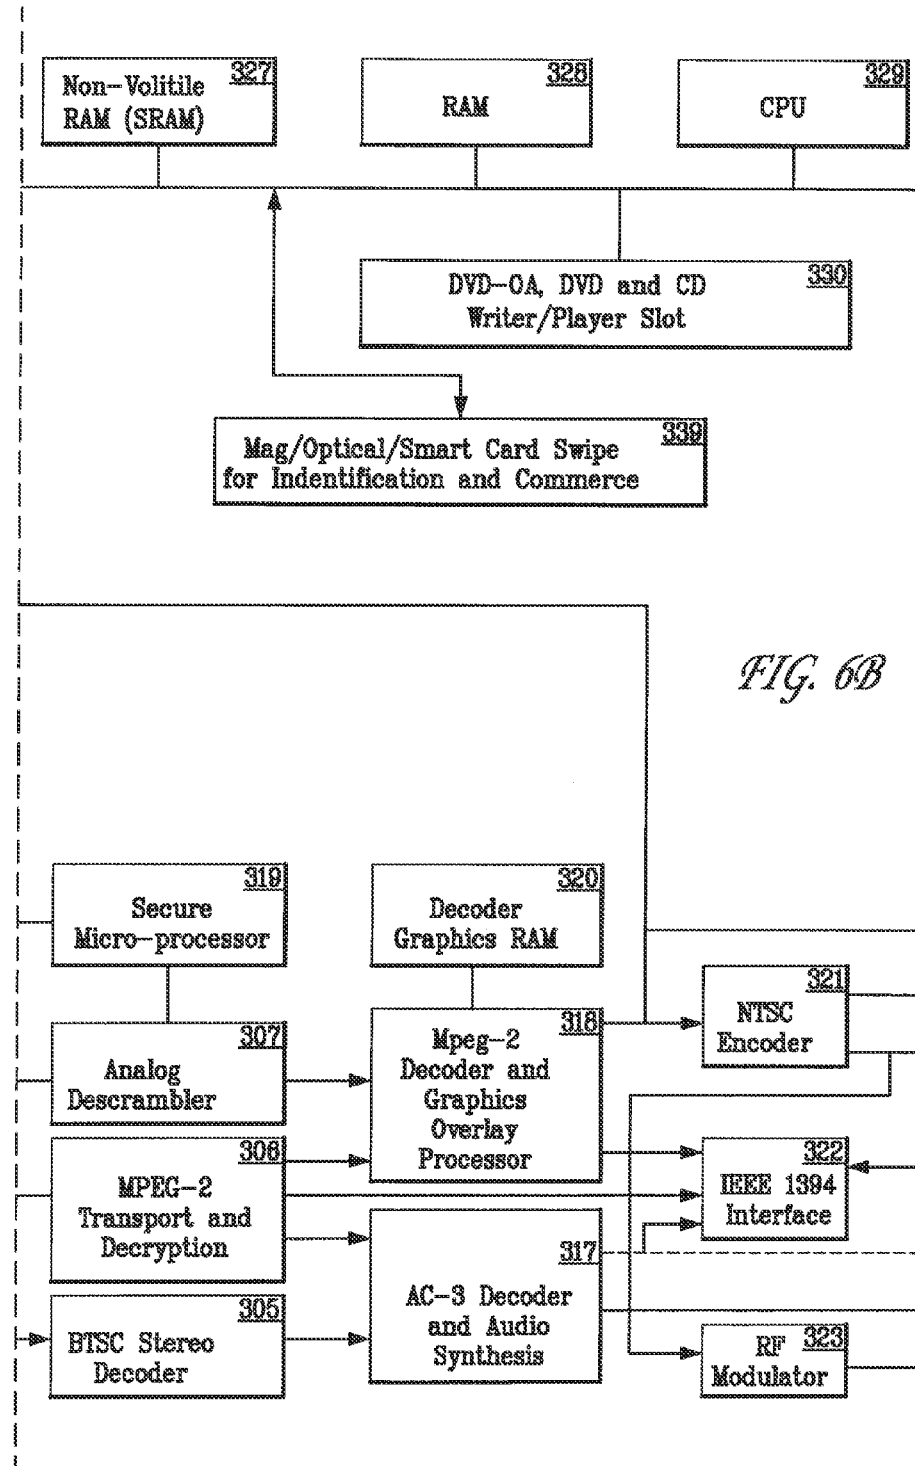 327
Non-Volitile
RAM (SRAM)
328
RAM
329
CPU
330
DVD-OA, DVD and CD
Writer/Player Slot
339
Mag/Optical/Smart Card Swipe
for Indentification and Commerce
FIG. 6B
319
Secure
Micro-processor
320
Decoder
Graphics RAM
321
NTSC
Encoder
307
Analog
Descrambler
318
Mpeg-2
Decoder and
Graphics
Overlay
Processor
306
MPEG-2
Transport and
Decryption
322
IEEE 1394
Interface
317
AC-3 Decoder
and Audio
Synthesis
305
BTSC Stereo
Decoder
323
RF
Modulator